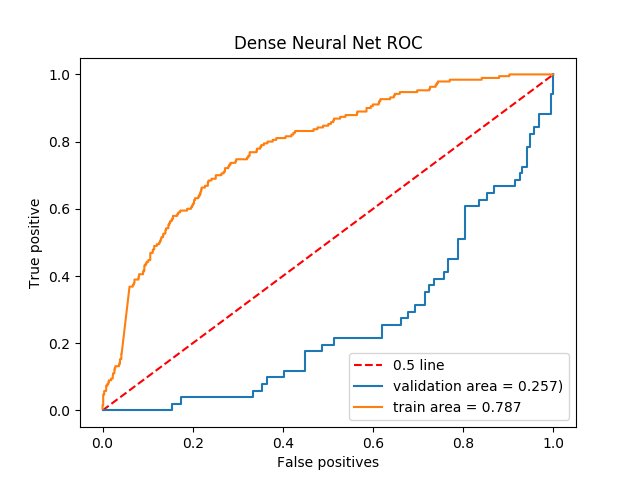 Dense Neural Net ROC
True positive
1.0
0.8
0.6
0.4
0.2
0.0
0.5 line
validation area = 0.257)
train area = 0.787
0.0 0.2 0.4 0.6 0.8 1.0
False positives